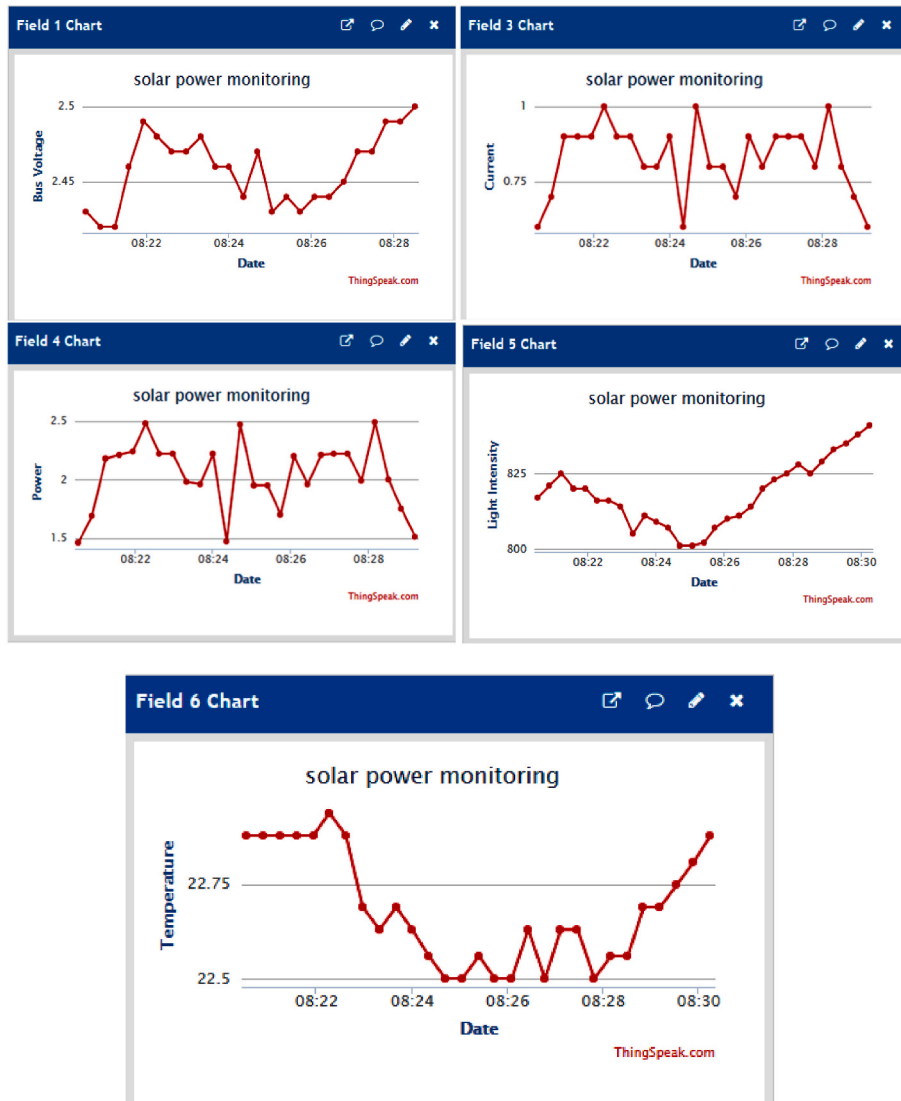 Field 1 Chart
solar power monitoring
2.5
2.45
Bus Voltage
08:22 08:24 08:26 08:28
Date
ThingSpeak.com
Field 3 Chart
solar power monitoring
1
0.75
Current
08:22 08:24 08:26 08:28
Date
ThingSpeak.com
Field 4 Chart
solar power monitoring
2.5
2
1.5
Power
08:22 08:24 08:26 08:28
Date
ThingSpeak.com
Field 5 Chart
solar power monitoring
825
800
Light Intensity
08:22 08:24 08:26 08:28 08:30
Date
ThingSpeak.com
Field 6 Chart
solar power monitoring
22.75
22.5
Temperature
08:22 08:24 08:26 08:28 08:30
Date
ThingSpeak.com